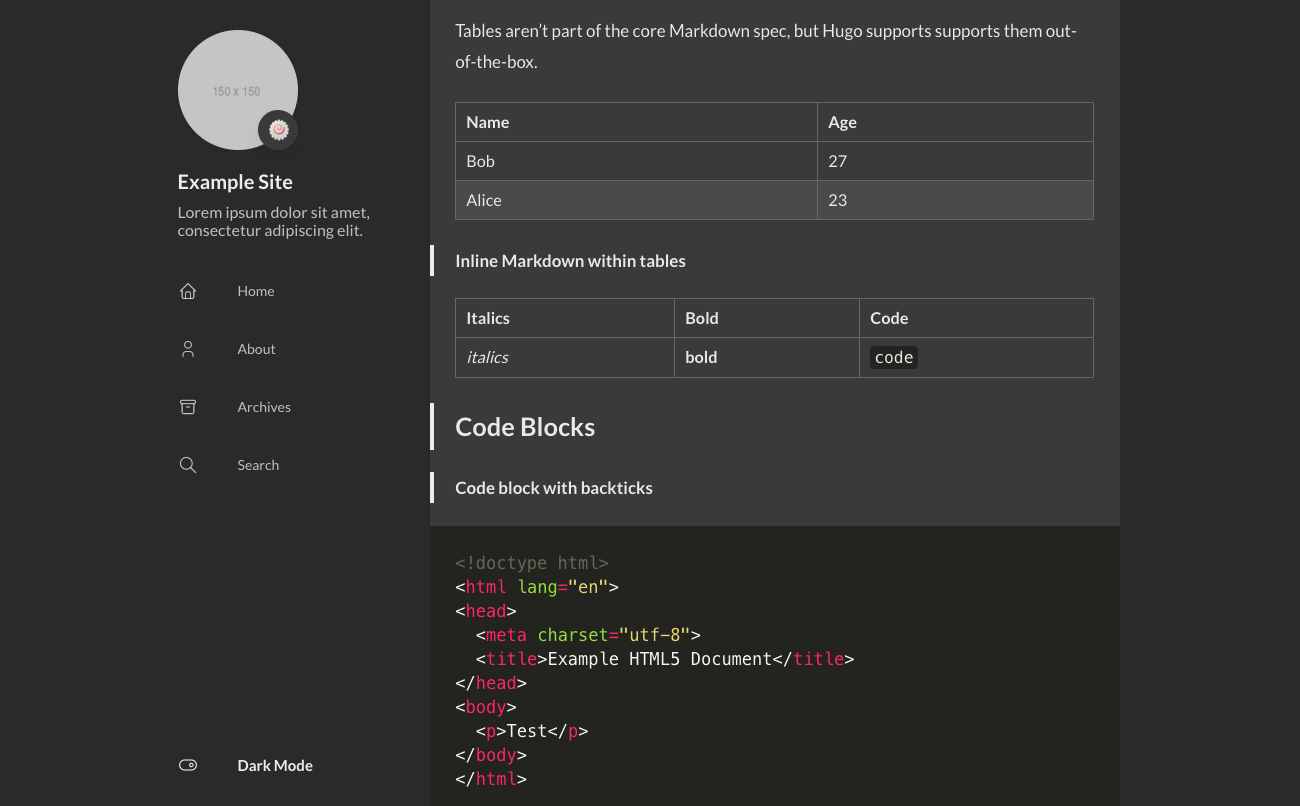 150 x 150
Example Site
Lorem ipsum dolor sit amet,
consectetur adipiscing elit.
Home
About
Archives
Search
Dark Mode
Tables aren’t part of the core Markdown spec, but Hugo supports supports them out-
of-the-box.
Name Age
Bob 27
Alice 23
Inline Markdown within tables
Italics Bold Code
italics bold code
Code Blocks
Code block with backticks
<!doctype html>
<html lang="en">
<head>
  <meta charset="utf-8">
  <title>Example HTML5 Document</title>
</head>
<body>
  <p>Test</p>
</body>
</html>